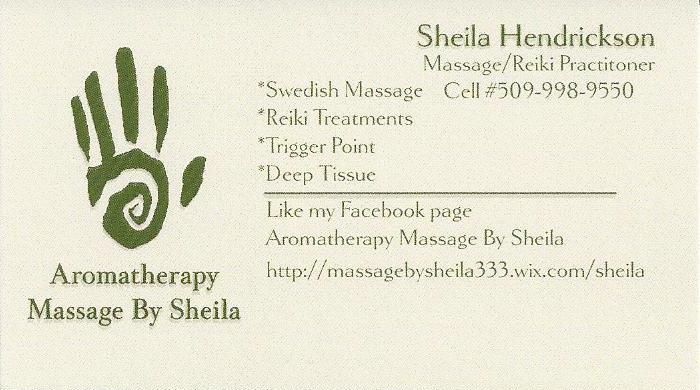 Sheila Hendrickson
Massage/Reiki Practitoner
*Swedish Massage Cell #509-998-9550
*Reiki Treatments
*Trigger Point
*Deep Tissue
Like my Facebook page
Aromatherapy Massage By Sheila
http://massagebysheila333.wix.com/sheila
Aromatherapy
Massage By Sheila